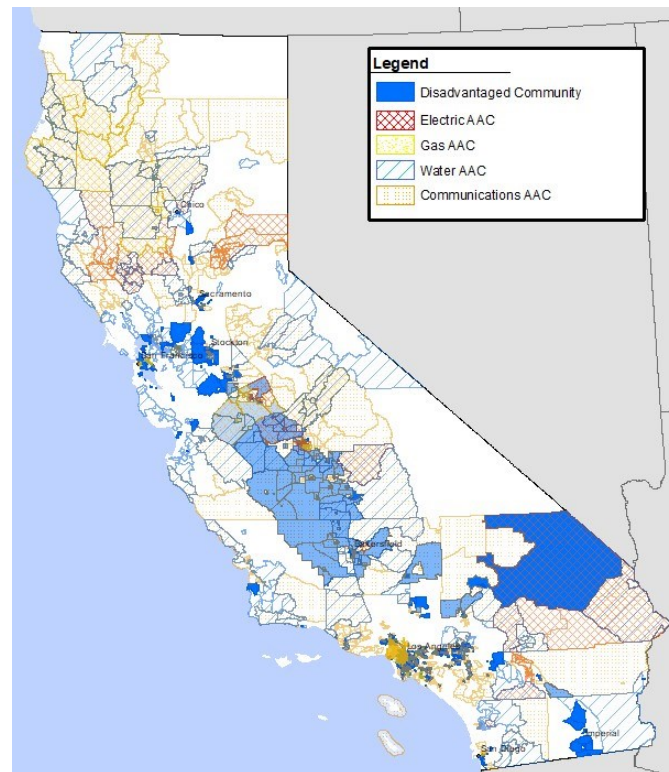 Legend
Disadvantaged Community
Electric AAC
Gas AAC
Water AAC
Communications AAC
Chico
Sacramento
Stockton
San Francisco
Bakersfield
Los Angeles
Imperial
San Diego